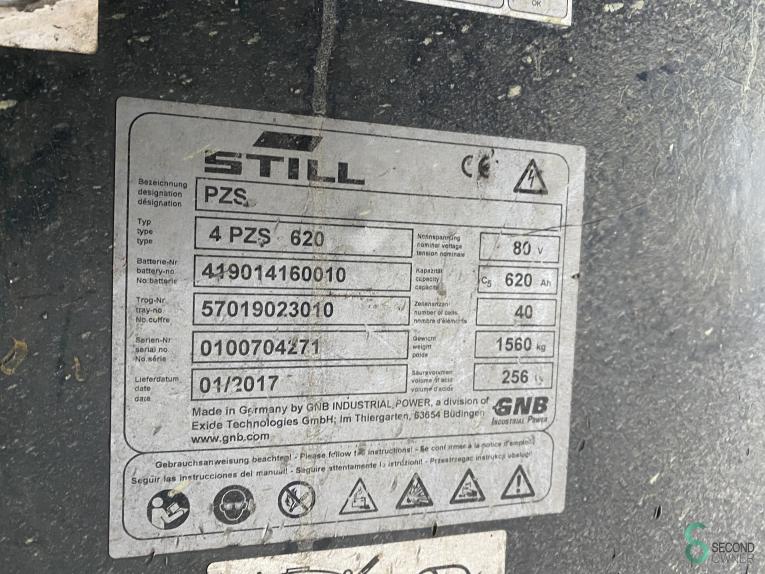 OK
STILL
CE
Bezeichnung
designation
désignation
PZS
Typ
type
type
4 PZS 620
Nennspannung
nominal voltage
tension nominale
80 V
Batterie-Nr
battery-no
No.batterie
419014160010
Kapazität
capacity
capacité
C5 620 Ah
Trog-Nr
tray-no
No.coffre
57019023010
Zellenanzahl
number of cells
nombre d'éléments
40
Serien-Nr
serial no
No.série
0100704271
Gewicht
weight
poids
1560 kg
Lieferdatum
date
date
01/2017
Säurevolumen
volume of acid
volume d'acide
256
Made in Germany by GNB INDUSTRIAL POWER, a division of
Exide Technologies GmbH; Im Thiergarten, 63654 Büdingen
www.gnb.com
GNB
INDUSTRIAL POWER
Gebrauchsanweisung beachten! - Please follow the instructions! - Se conformer à la notice d'emploi!
Seguir las instrucciones del manual! - Seguire attentamente le istruzioni! - Przestrzegac instrukcji obslugi!
SECOND
OWNER